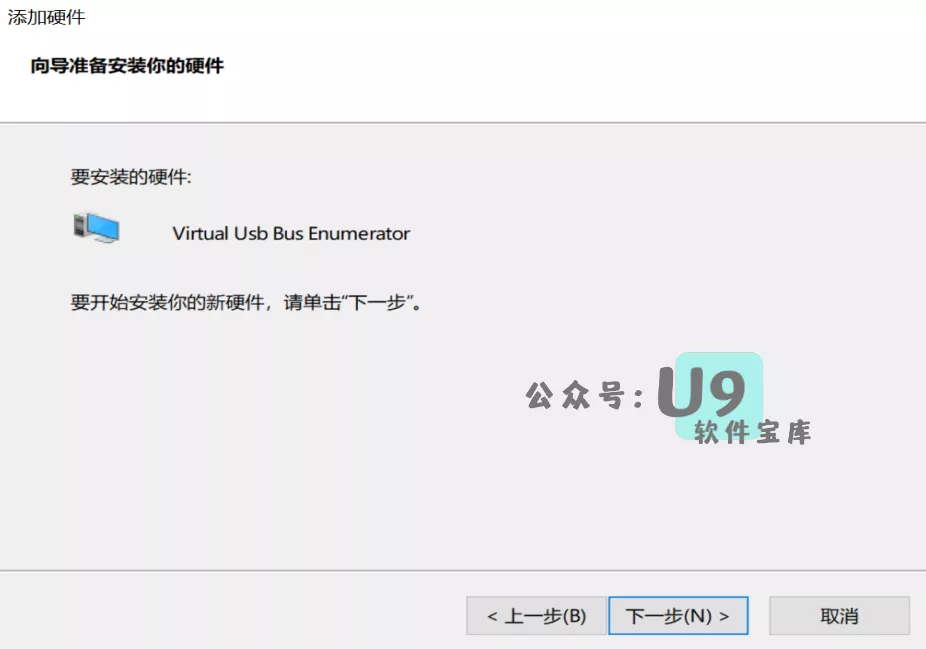 添加硬件
向导准备安装你的硬件
要安装的硬件:
Virtual Usb Bus Enumerator
要开始安装你的新硬件，请单击“下一步”。
公众号:U9
软件宝库
< 上一步(B) 下一步(N) > 取消